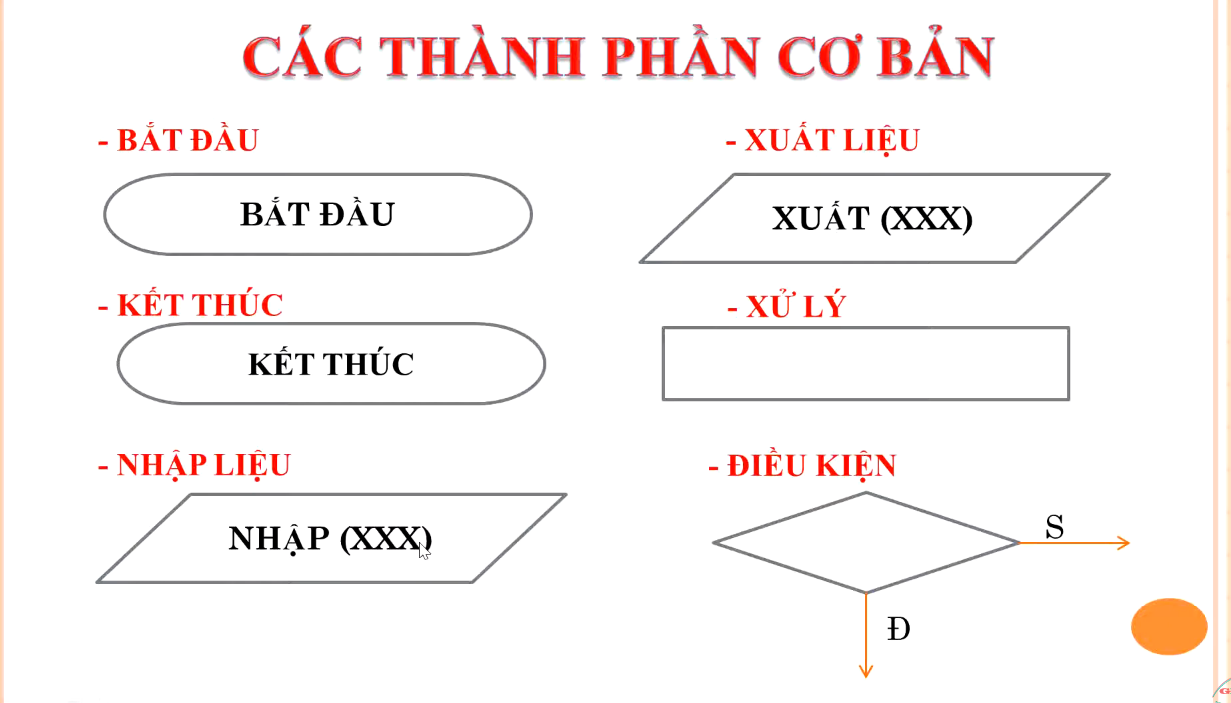 CÁC THÀNH PHẦN CƠ BẢN
- BẮT ĐẦU
BẮT ĐẦU
- KẾT THÚC
KẾT THÚC
- NHẬP LIỆU
NHẬP (XXX)
- XUẤT LIỆU
XUẤT (XXX)
- XỬ LÝ
- ĐIỀU KIỆN
S
Đ